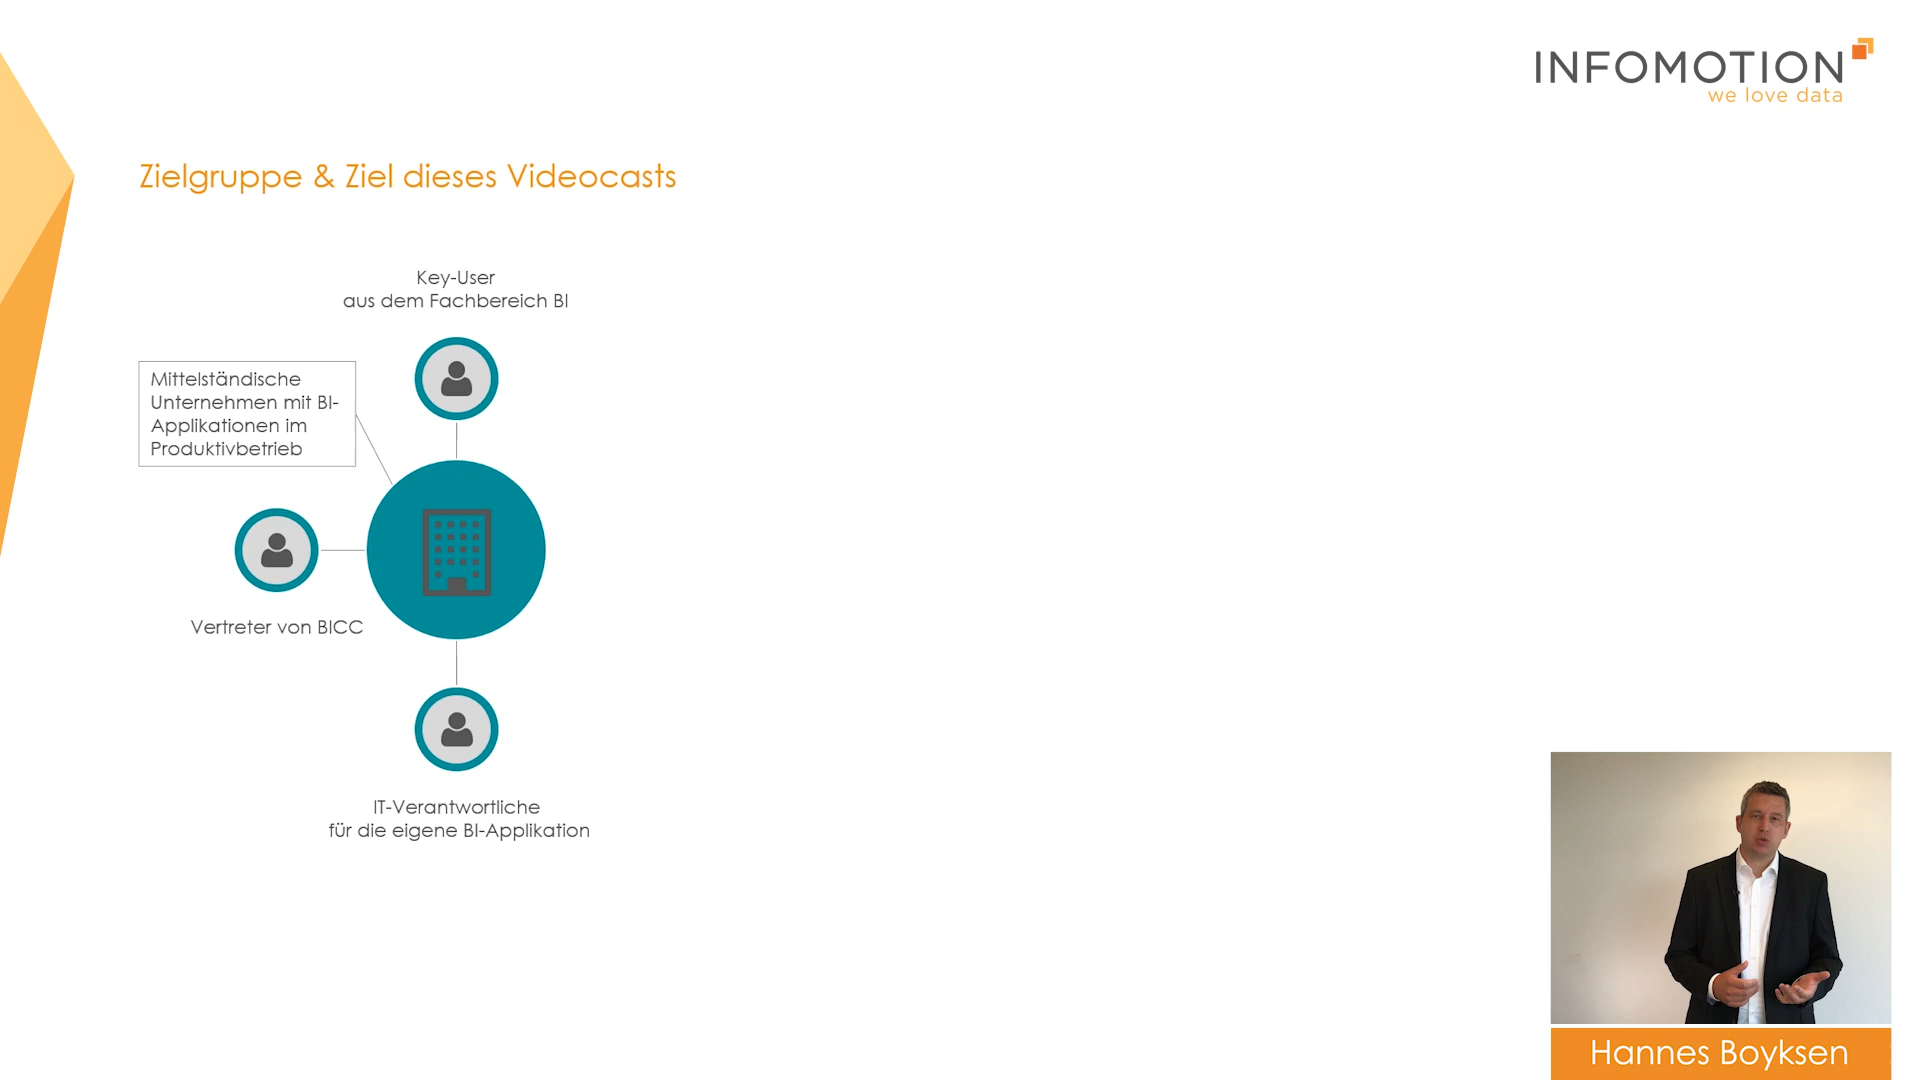 INFOMOTION
we love data
Zielgruppe & Ziel dieses Videocasts
Key-User
aus dem Fachbereich BI
Mittelständische
Unternehmen mit BI-
Applikationen im
Produktivbetrieb
Vertreter von BICC
IT-Verantwortliche
für die eigene BI-Applikation
Hannes Boyksen